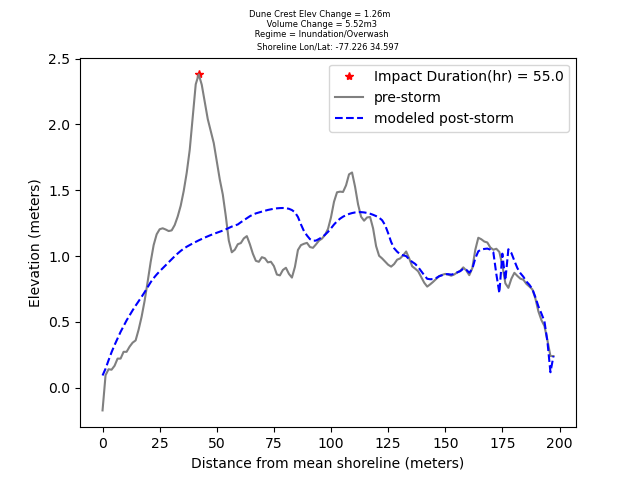 Dune Crest Elev Change = 1.26m
Volume Change = 5.52m3
Regime = Inundation/Overwash
Shoreline Lon/Lat: -77.226 34.597
Impact Duration(hr) = 55.0
pre-storm
modeled post-storm
Elevation (meters)
2.5
2.0
1.5
1.0
0.5
0.0
0 25 50 75 100 125 150 175 200
Distance from mean shoreline (meters)